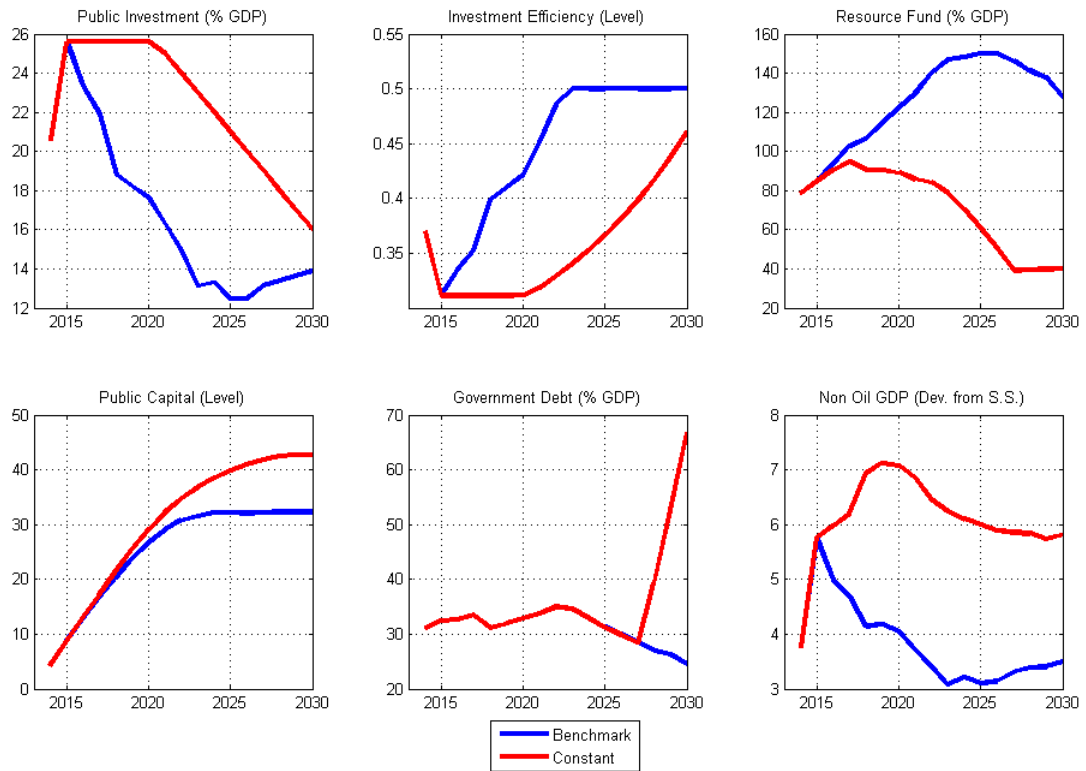 Public Investment (% GDP)
26
24
22
20
18
16
14
12
2015 2020 2025 2030
Investment Efficiency (Level)
0.55
0.5
0.45
0.4
0.35
2015 2020 2025 2030
Resource Fund (% GDP)
160
140
120
100
80
60
40
20
2015 2020 2025 2030
Public Capital (Level)
50
40
30
20
10
0
2015 2020 2025 2030
Government Debt (% GDP)
70
60
50
40
30
20
2015 2020 2025 2030
Non Oil GDP (Dev. from S.S.)
8
7
6
5
4
3
2015 2020 2025 2030
Benchmark
Constant